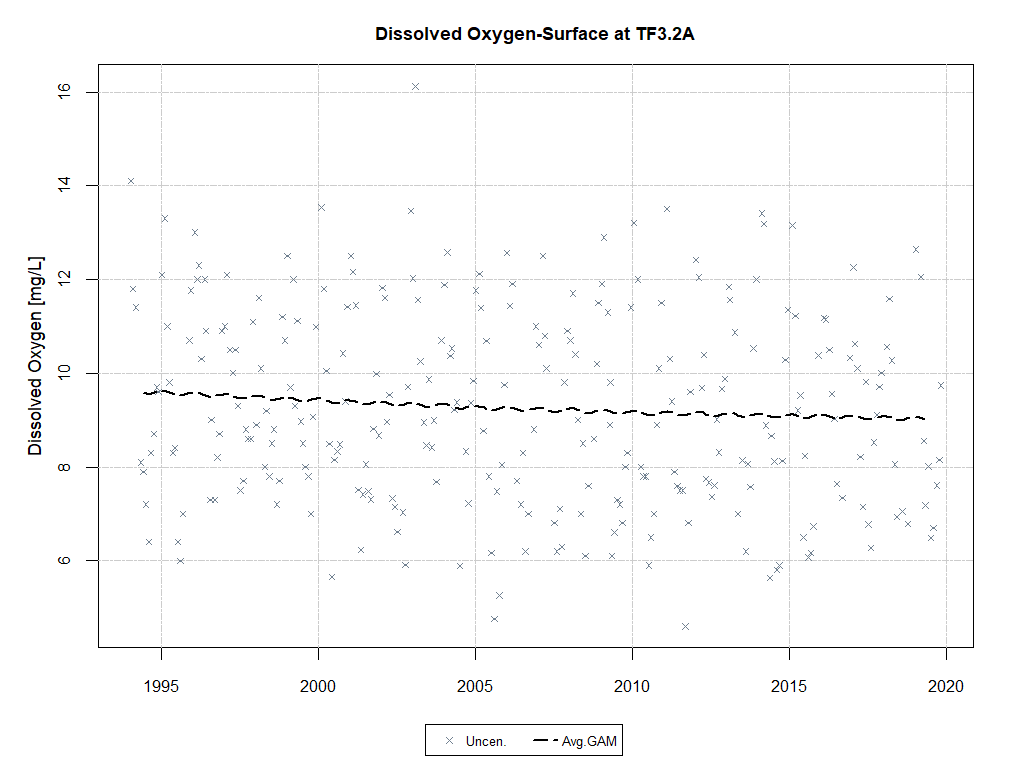 Dissolved Oxygen-Surface at TF3.2A
Dissolved Oxygen [mg/L]
16
14
12
10
8
6
1995 2000 2005 2010 2015 2020
Uncen. Avg.GAM